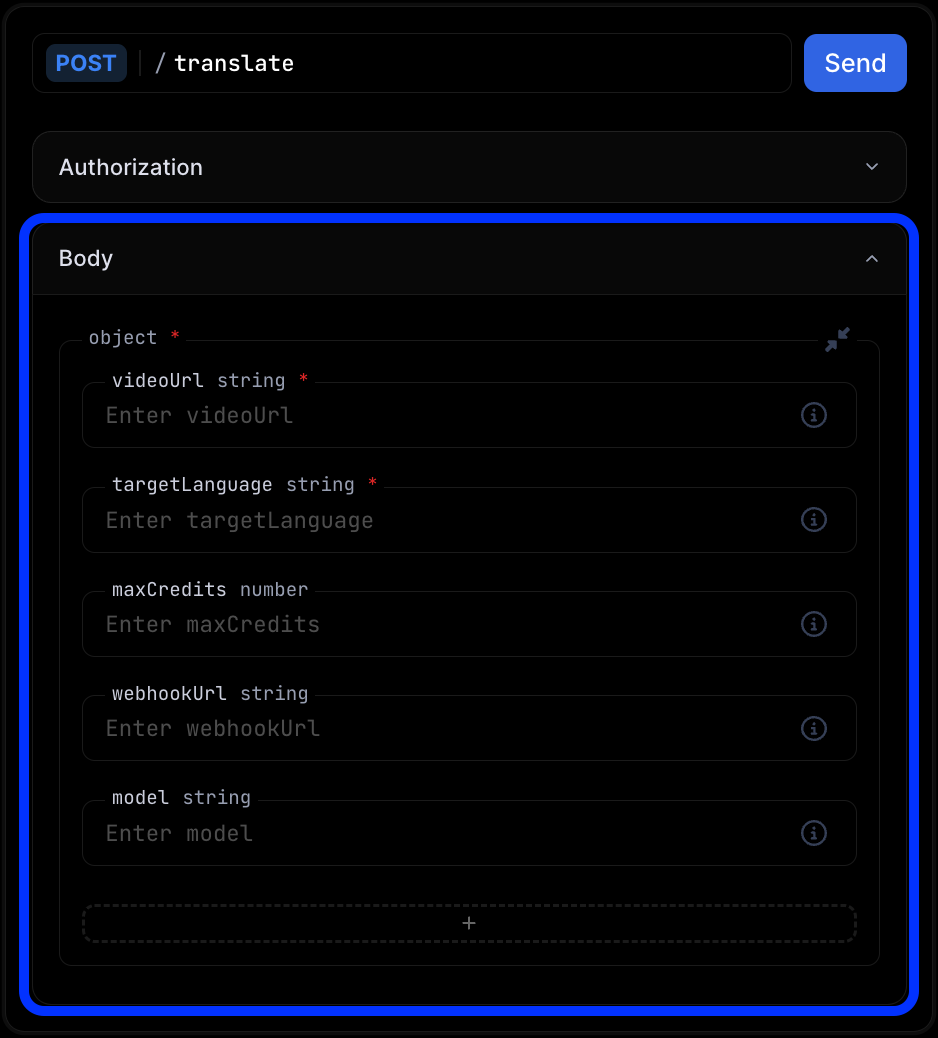 POST / translate
Send
Authorization
Body
object *
videoUrl string *
Enter videoUrl
targetLanguage string *
Enter targetLanguage
maxCredits number
Enter maxCredits
webhookUrl string
Enter webhookUrl
model string
Enter model
+